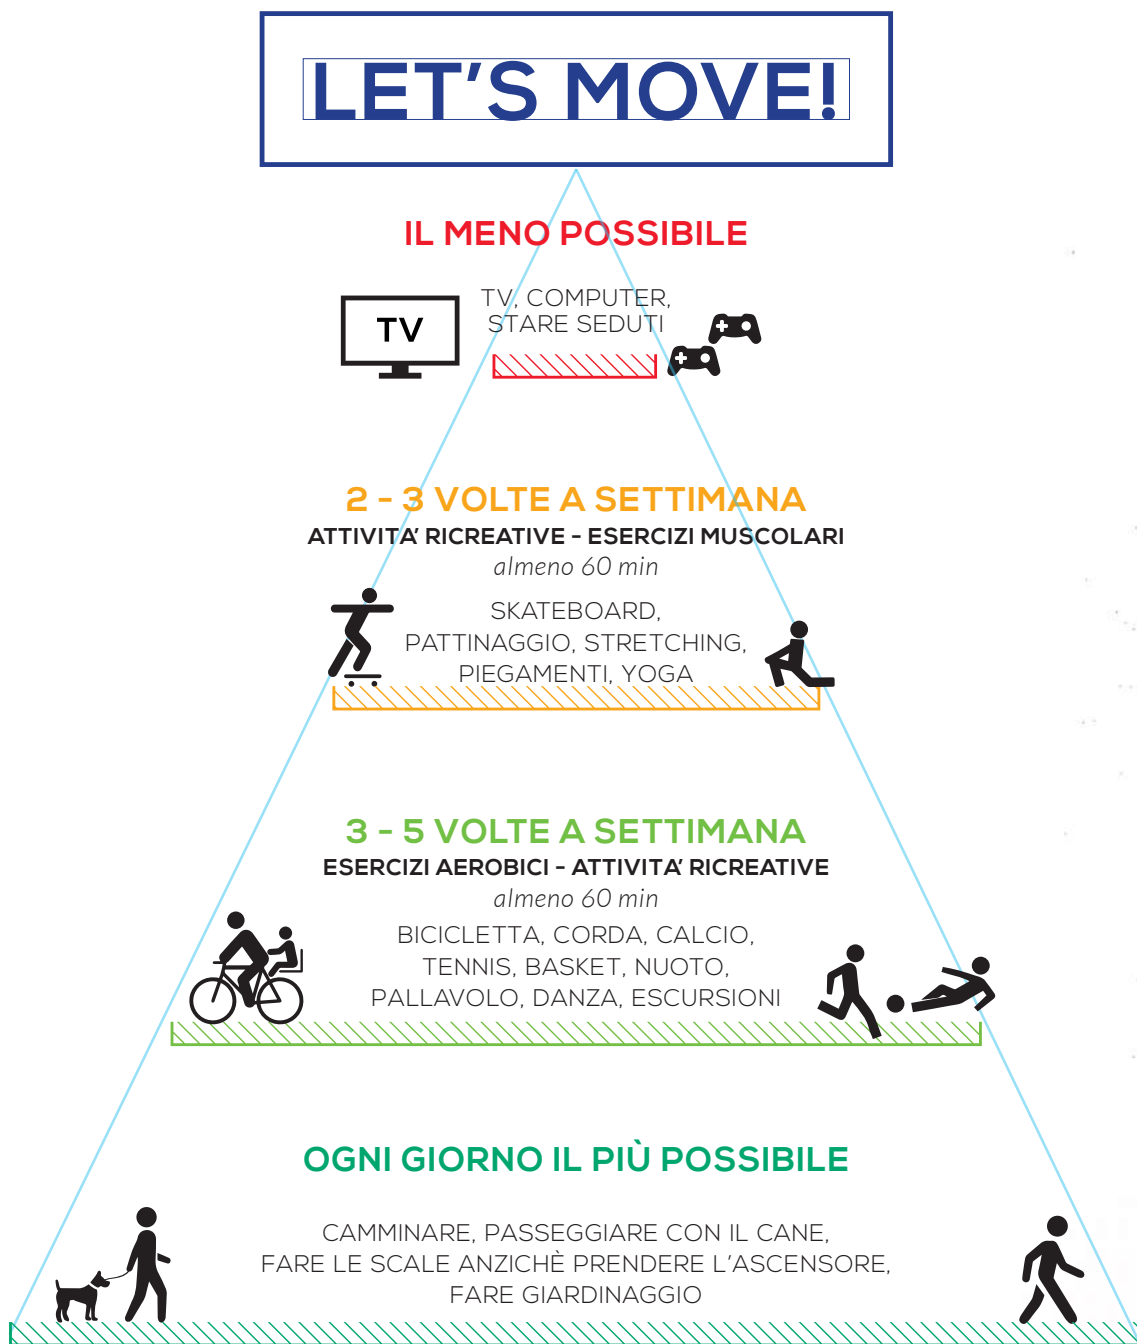 LET'S MOVE!
IL MENO POSSIBILE
TV, COMPUTER,
STARE SEDUTI
TV
2 - 3 VOLTE A SETTIMANA
ATTIVITA' RICREATIVE - ESERCIZI MUSCOLARI
almeno 60 min
SKATEBOARD,
PATTINAGGIO, STRETCHING,
PIEGAMENTI, YOGA
3 - 5 VOLTE A SETTIMANA
ESERCIZI AEROBICI - ATTIVITA' RICREATIVE
almeno 60 min
BICICLETTA, CORDA, CALCIO,
TENNIS, BASKET, NUOTO,
PALLAVOLO, DANZA, ESCURSIONI
OGNI GIORNO IL PIÙ POSSIBILE
CAMMINARE, PASSEGGIARE CON IL CANE,
FARE LE SCALE ANZICHÈ PRENDERE L'ASCENSORE,
FARE GIARDINAGGIO